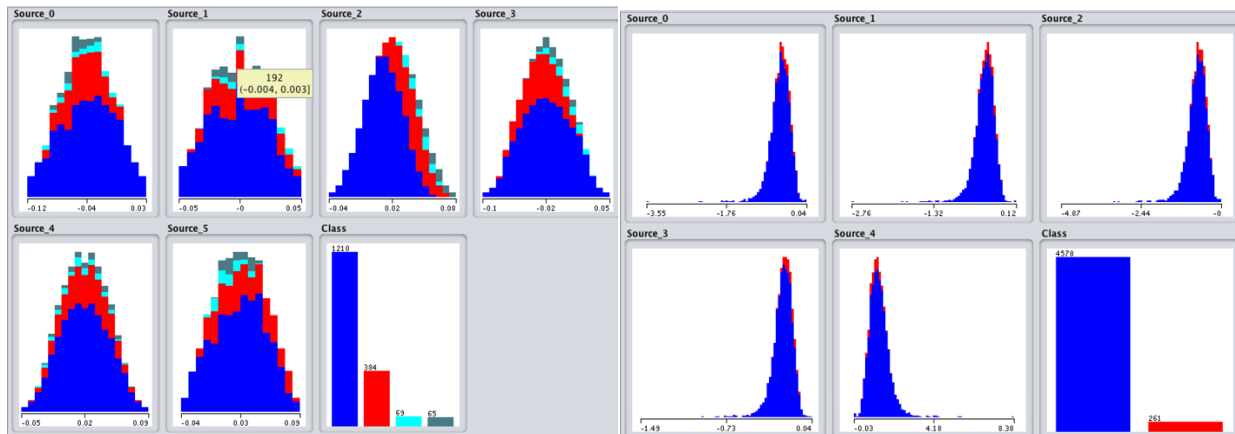 Source_0
Source_1
Source_2
Source_3
192
(-0.004, 0.003]
-0.12 -0.04 0.03
-0.05 -0 0.05
-0.04 0.02 0.08
-0.1 -0.02 0.05
Source_4
Source_5
Class
1210
384
69
65
-0.05 0.02 0.09
-0.04 0.03 0.09
Source_0
Source_1
Source_2
-3.55 -1.76 0.04
-2.76 -1.32 0.12
-4.87 -2.44 -0
Source_3
Source_4
Class
4578
261
-1.49 -0.73 0.04
-0.03 4.18 8.38